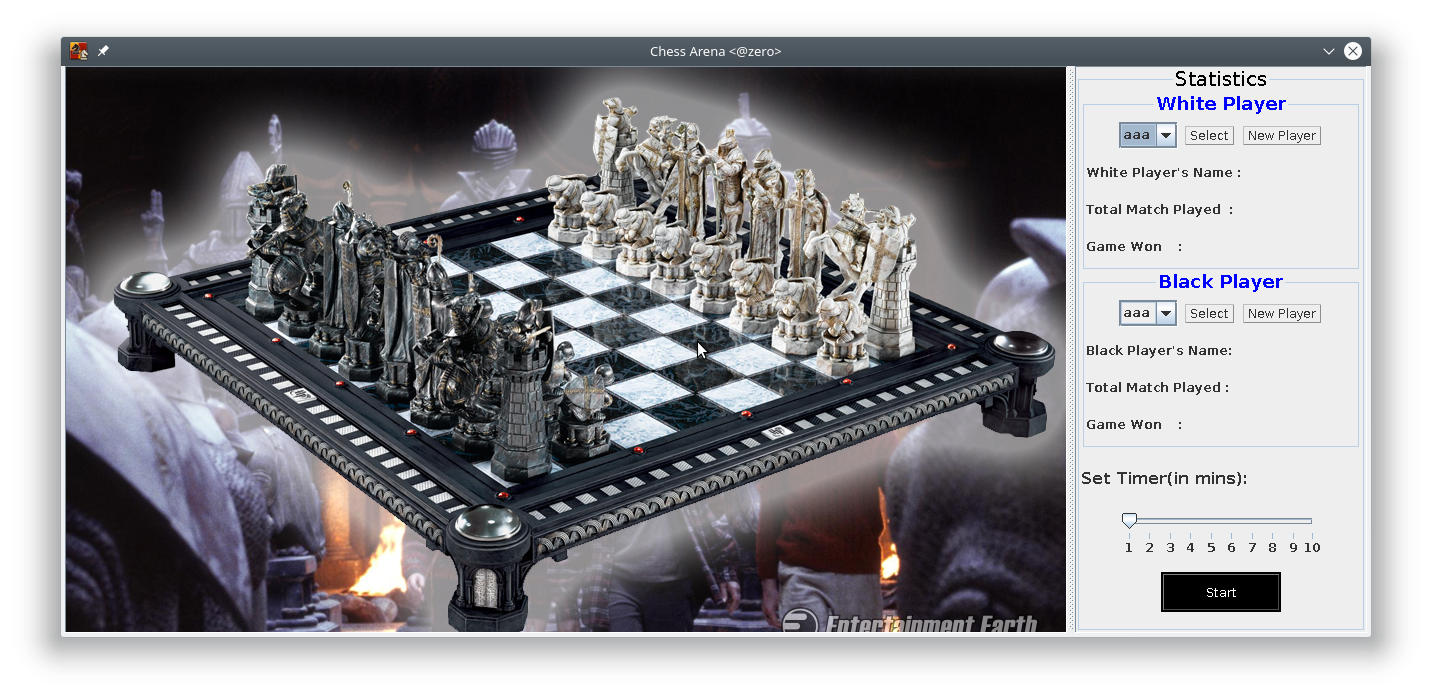 Chess Arena <@zero>
Statistics
White Player
aaa Select New Player
White Player's Name :
Total Match Played :
Game Won :
Black Player
aaa Select New Player
Black Player's Name:
Total Match Played :
Game Won :
Set Timer(in mins):
1 2 3 4 5 6 7 8 9 10
Start
Entertainment Earth